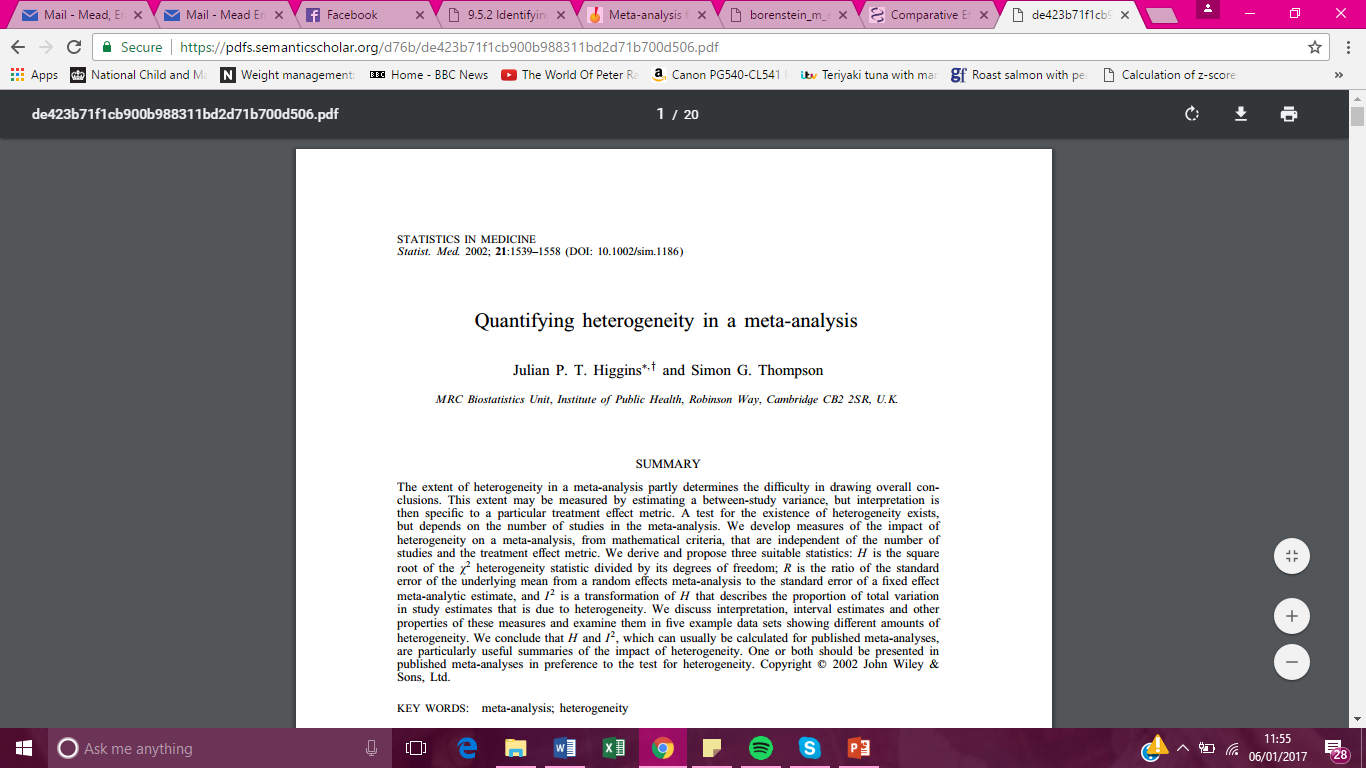 Mail - Mead, Er
Mail - Mead En
Facebook
9.5.2 Identifyin
Meta-analysis f
borenstein_m_
Comparative Ef
de423b71f1cb9
Secure
https://pdfs.semanticscholar.org/d76b/de423b71f1cb900b988311bd2d71b700d506.pdf
Apps
National Child and M
N Weight management:
BBC Home - BBC News
The World Of Peter Ra
a Canon PG540-CL541
itv Teriyaki tuna with mar
gf Roast salmon with pe
Calculation of z-score
»
de423b71f1cb900b988311bd2d71b700d506.pdf
1 / 20
STATISTICS IN MEDICINE
Statist. Med. 2002; 21:1539–1558 (DOI: 10.1002/sim.1186)
Quantifying heterogeneity in a meta-analysis
Julian P. T. Higgins*,† and Simon G. Thompson
MRC Biostatistics Unit, Institute of Public Health, Robinson Way, Cambridge CB2 2SR, U.K.
SUMMARY
The extent of heterogeneity in a meta-analysis partly determines the difficulty in drawing overall con-
clusions. This extent may be measured by estimating a between-study variance, but interpretation is
then specific to a particular treatment effect metric. A test for the existence of heterogeneity exists,
but depends on the number of studies in the meta-analysis. We develop measures of the impact of
heterogeneity on a meta-analysis, from mathematical criteria, that are independent of the number of
studies and the treatment effect metric. We derive and propose three suitable statistics: H is the square
root of the χ² heterogeneity statistic divided by its degrees of freedom; R is the ratio of the standard
error of the underlying mean from a random effects meta-analysis to the standard error of a fixed effect
meta-analytic estimate, and I² is a transformation of H that describes the proportion of total variation
in study estimates that is due to heterogeneity. We discuss interpretation, interval estimates and other
properties of these measures and examine them in five example data sets showing different amounts of
heterogeneity. We conclude that H and I², which can usually be calculated for published meta-analyses,
are particularly useful summaries of the impact of heterogeneity. One or both should be presented in
published meta-analyses in preference to the test for heterogeneity. Copyright © 2002 John Wiley &
Sons, Ltd.
KEY WORDS: meta-analysis; heterogeneity
Ask me anything
11:55
06/01/2017
28